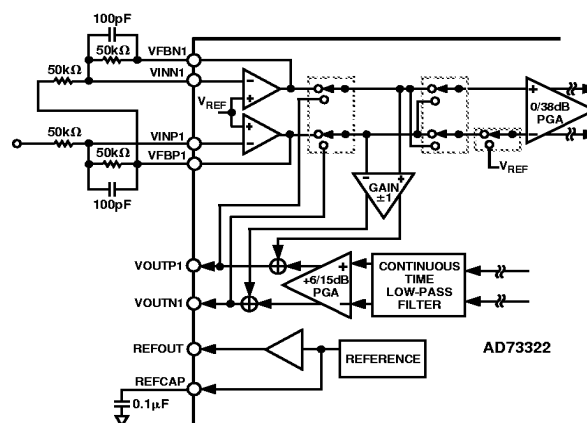 100pF
50kΩ
VFBN1
50kΩ
VINN1
VREF
50kΩ
VINP1
50kΩ
VFBP1
100pF
0/38dB
PGA
VREF
GAIN
±1
VOUTP1
+6/15dB
PGA
CONTINUOUS
TIME
LOW-PASS
FILTER
VOUTN1
REFOUT
REFERENCE
AD73322
REFCAP
0.1μF